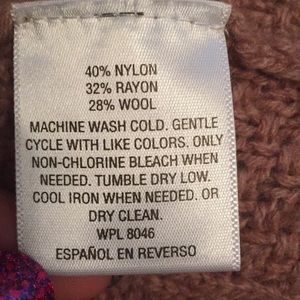 40% NYLON
32% RAYON
28% WOOL
MACHINE WASH COLD. GENTLE
CYCLE WITH LIKE COLORS. ONLY
NON-CHLORINE BLEACH WHEN
NEEDED. TUMBLE DRY LOW.
COOL IRON WHEN NEEDED. OR
DRY CLEAN.
WPL 8046
ESPAÑOL EN REVERSO